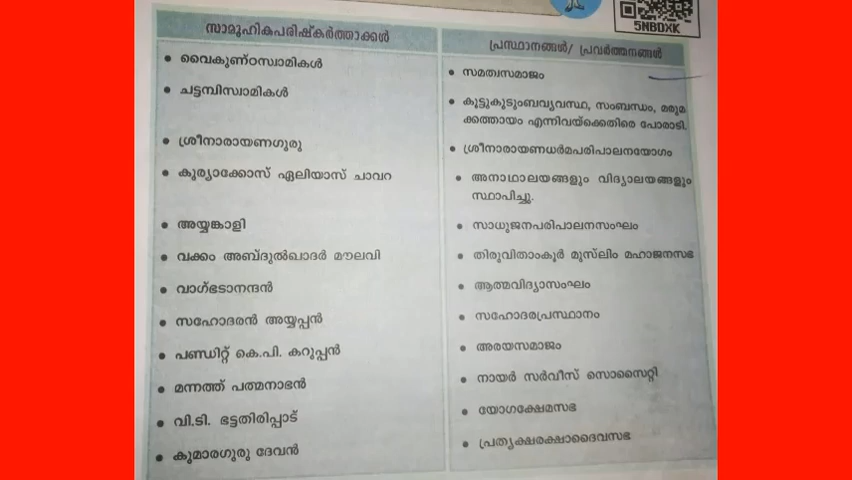 5NBDXK
സാമൂഹികപരിഷ്കർത്താക്കൾ
പ്രസ്ഥാനങ്ങൾ/ പ്രവർത്തനങ്ങൾ
• വൈകുണ്ഠസ്വാമികൾ
• സമത്വസമാജം
• ചട്ടമ്പിസ്വാമികൾ
• കൂട്ടുകുടുംബവ്യവസ്ഥ, സംബന്ധം, മരുമ
ക്കത്തായം എന്നിവയ്ക്കെതിരെ പോരാടി.
• ശ്രീനാരായണഗുരു
• ശ്രീനാരായണധർമപരിപാലനയോഗം
• കുര്യാക്കോസ് ഏലിയാസ് ചാവറ
• അനാഥാലയങ്ങളും വിദ്യാലയങ്ങളും
സ്ഥാപിച്ചു.
• അയ്യങ്കാളി
• സാധുജനപരിപാലനസംഘം
• വക്കം അബ്ദുൽഖാദർ മൗലവി
• തിരുവിതാംകൂർ മുസ്‌ലിം മഹാജനസഭ
• വാഗ്ഭടാനന്ദൻ
• ആത്മവിദ്യാസംഘം
• സഹോദരൻ അയ്യപ്പൻ
• സഹോദരപ്രസ്ഥാനം
• പണ്ഡിറ്റ് കെ.പി. കറുപ്പൻ
• അരയസമാജം
• മന്നത്ത് പത്മനാഭൻ
• നായർ സർവീസ് സൊസൈറ്റി
• വി.ടി. ഭട്ടതിരിപ്പാട്
• യോഗക്ഷേമസഭ
• കുമാരഗുരു ദേവൻ
• പ്രത്യക്ഷരക്ഷാദൈവസഭ